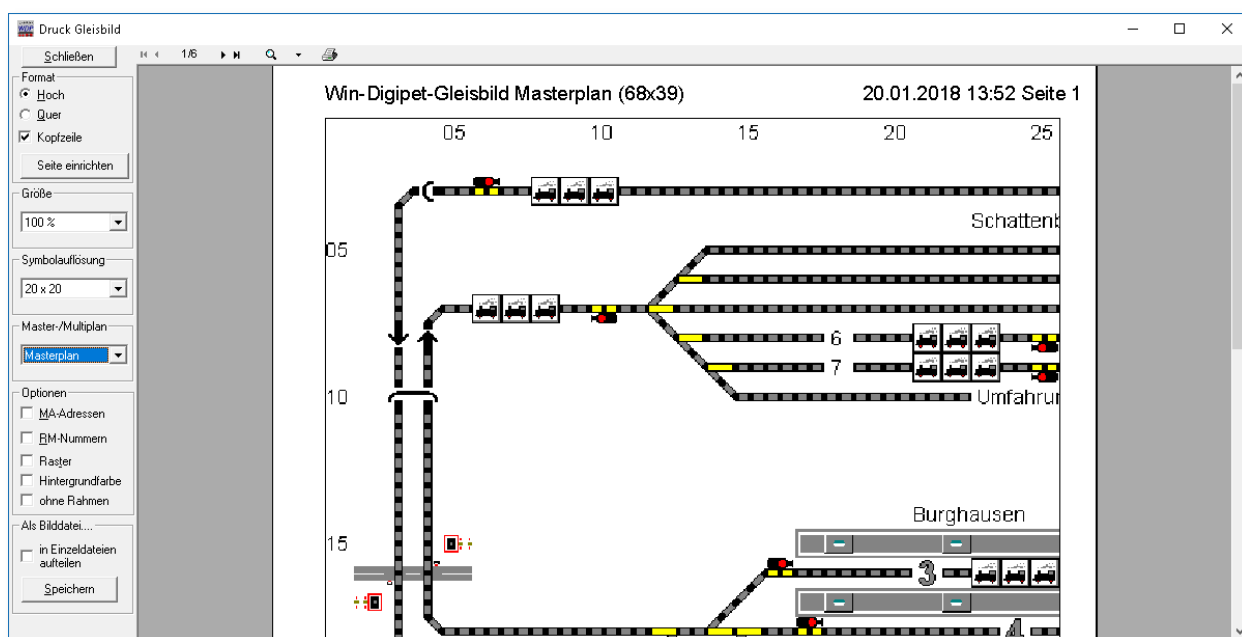 Druck Gleisbild
Schließen
1/6
Format
Hoch
Quer
Kopfzeile
Seite einrichten
Größe
100 %
Symbolauflösung
20 x 20
Master-/Multiplan
Masterplan
Optionen
MA-Adressen
RM-Nummern
Raster
Hintergrundfarbe
ohne Rahmen
Als Bilddatei....
in Einzeldateien
aufteilen
Speichern
Win-Digipet-Gleisbild Masterplan (68x39) 20.01.2018 13:52 Seite 1
05 10 15 20 25
Schattenb
05
6
7
10 Umfahrun
Burghausen
15
3
4